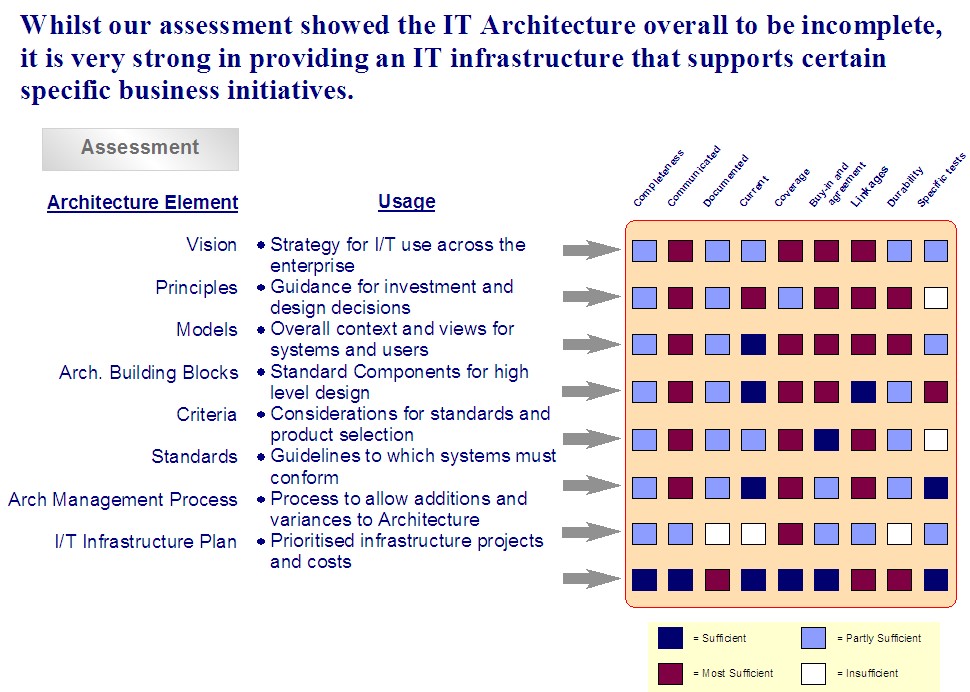 Whilst our assessment showed the IT Architecture overall to be incomplete,
it is very strong in providing an IT infrastructure that supports certain
specific business initiatives.
Assessment
Architecture Element
Usage
Completeness
Communicated
Documented
Current
Coverage
Buy-in and
agreement
Linkages
Durability
Specific tests
Vision
• Strategy for I/T use across the
enterprise
Principles
• Guidance for investment and
design decisions
Models
• Overall context and views for
systems and users
Arch. Building Blocks
• Standard Components for high
level design
Criteria
• Considerations for standards and
product selection
Standards
• Guidelines to which systems must
conform
Arch Management Process
• Process to allow additions and
variances to Architecture
I/T Infrastructure Plan
• Prioritised infrastructure projects
and costs
= Sufficient
= Partly Sufficient
= Most Sufficient
= Insufficient